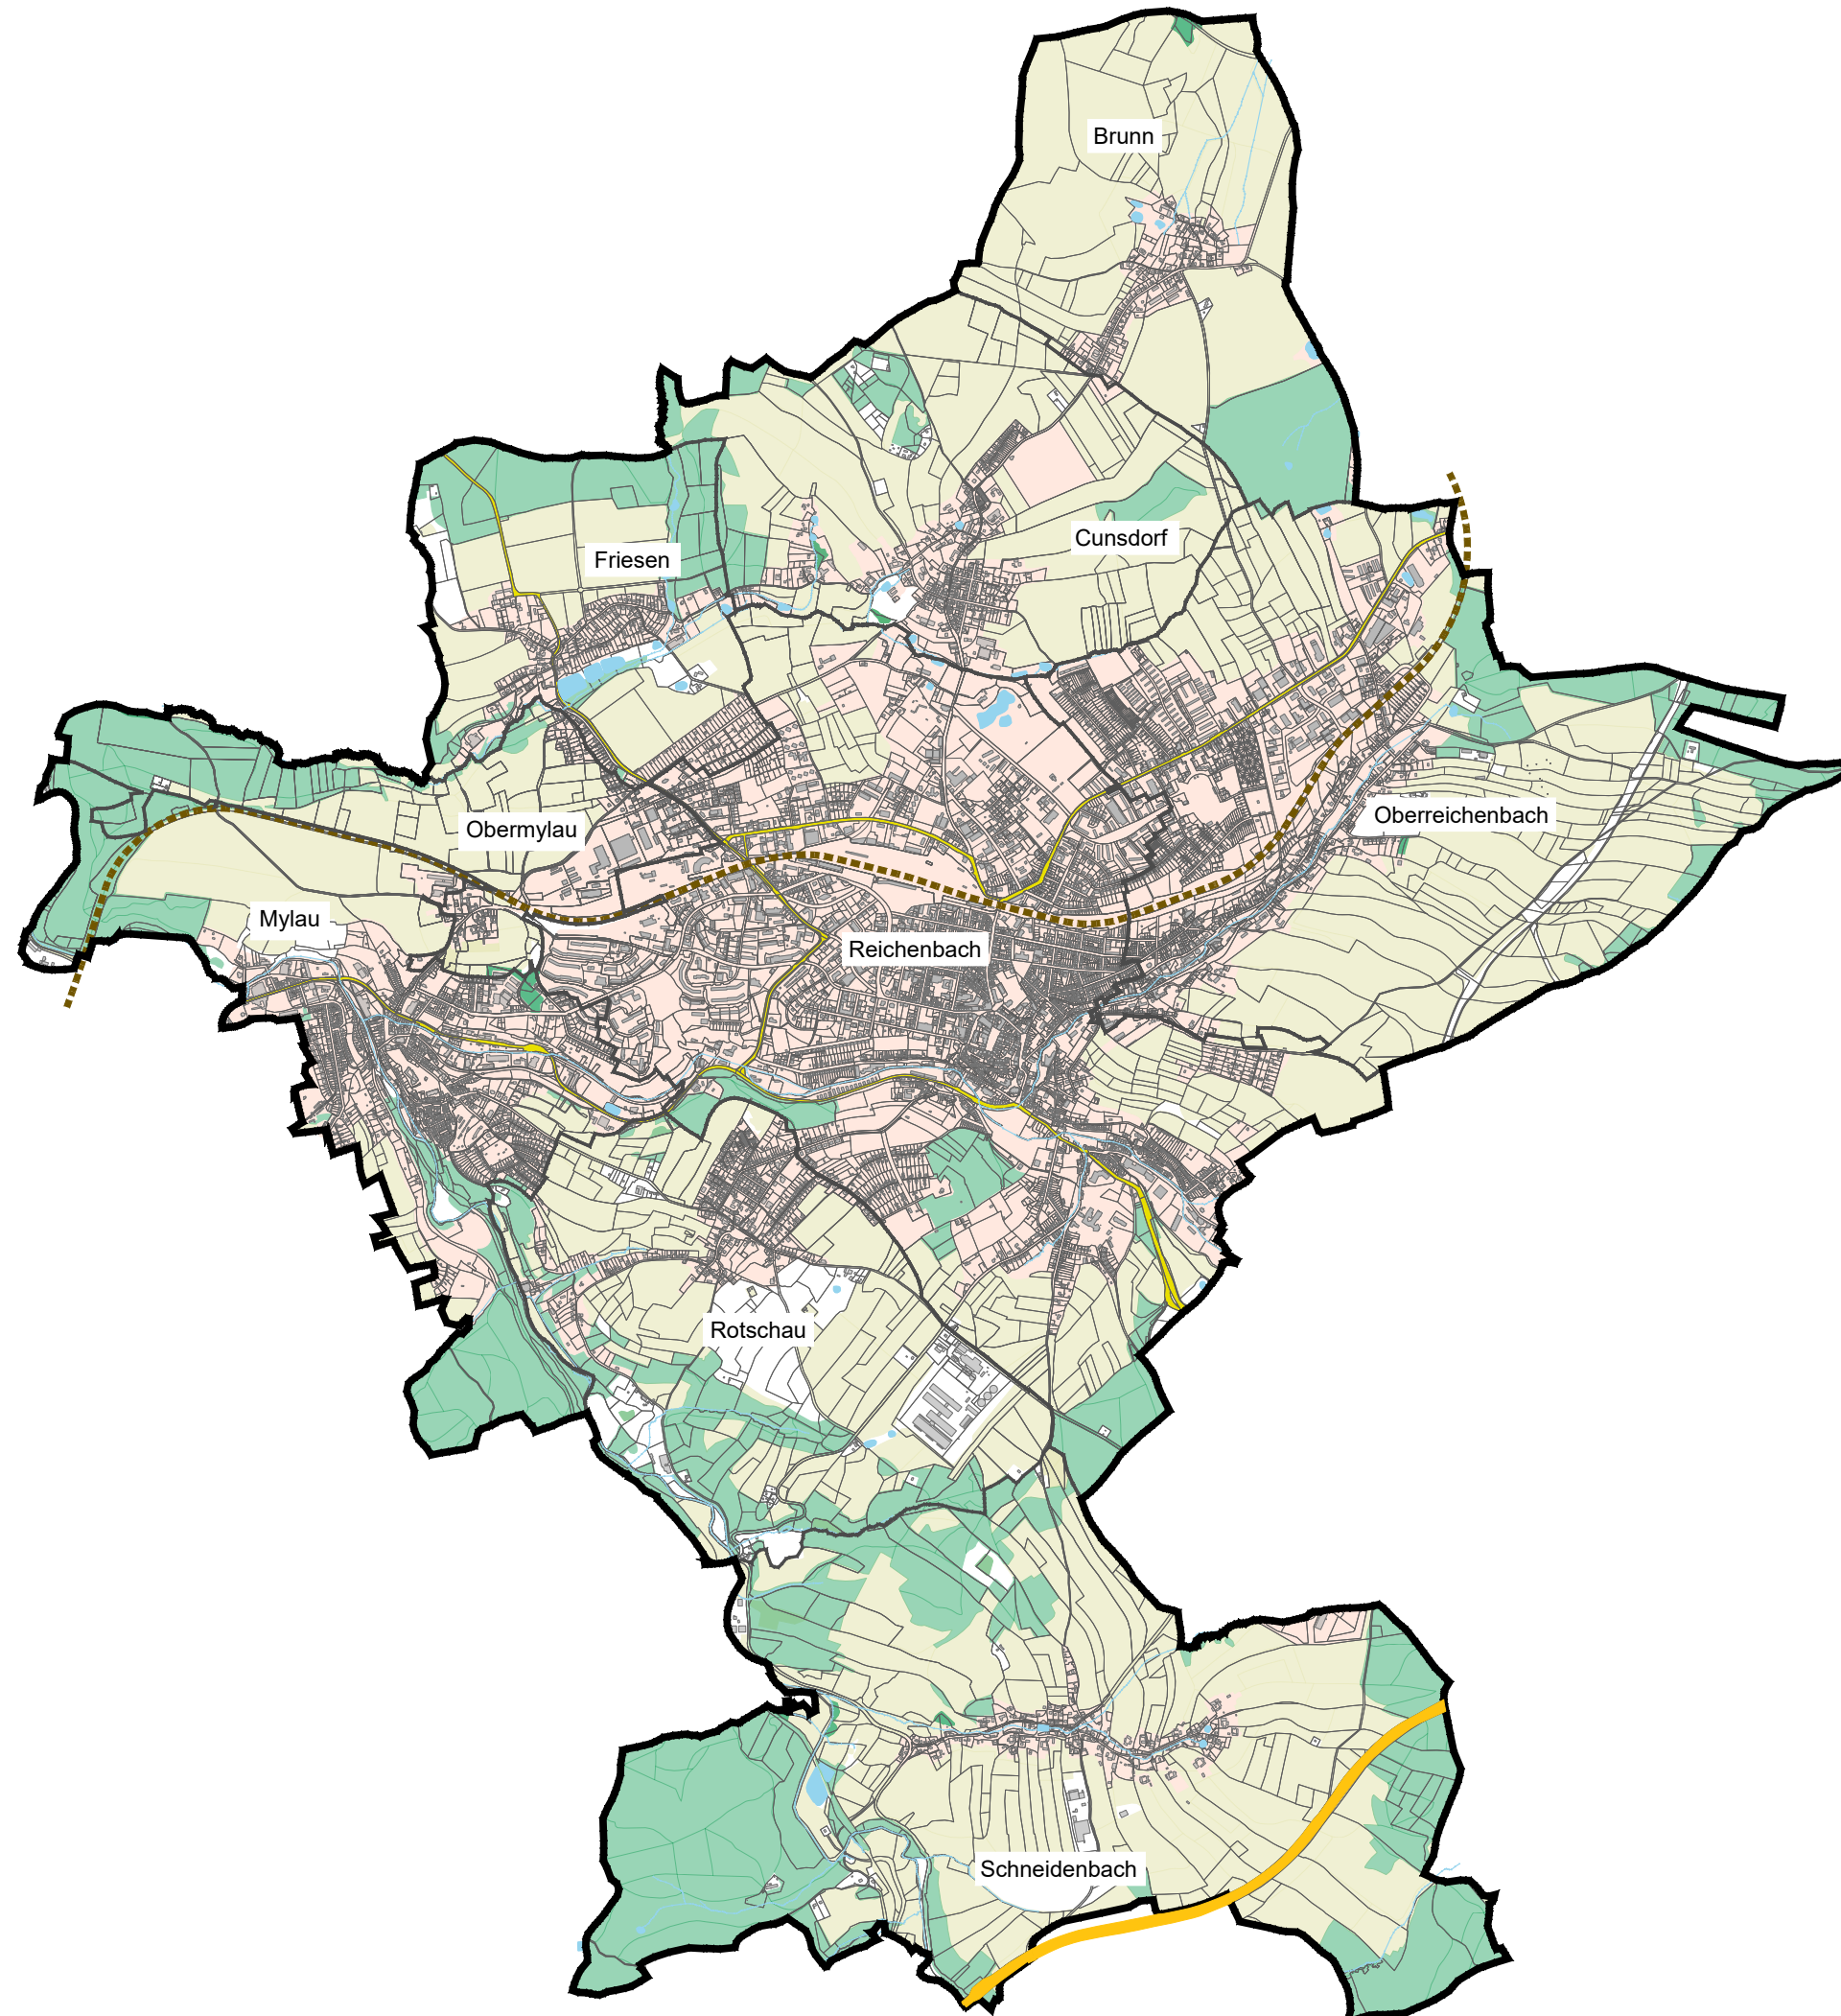 Brunn
Cunsdorf
Friesen
Oberreichenbach
Obermylau
Mylau
Reichenbach
Rotschau
Schneidenbach